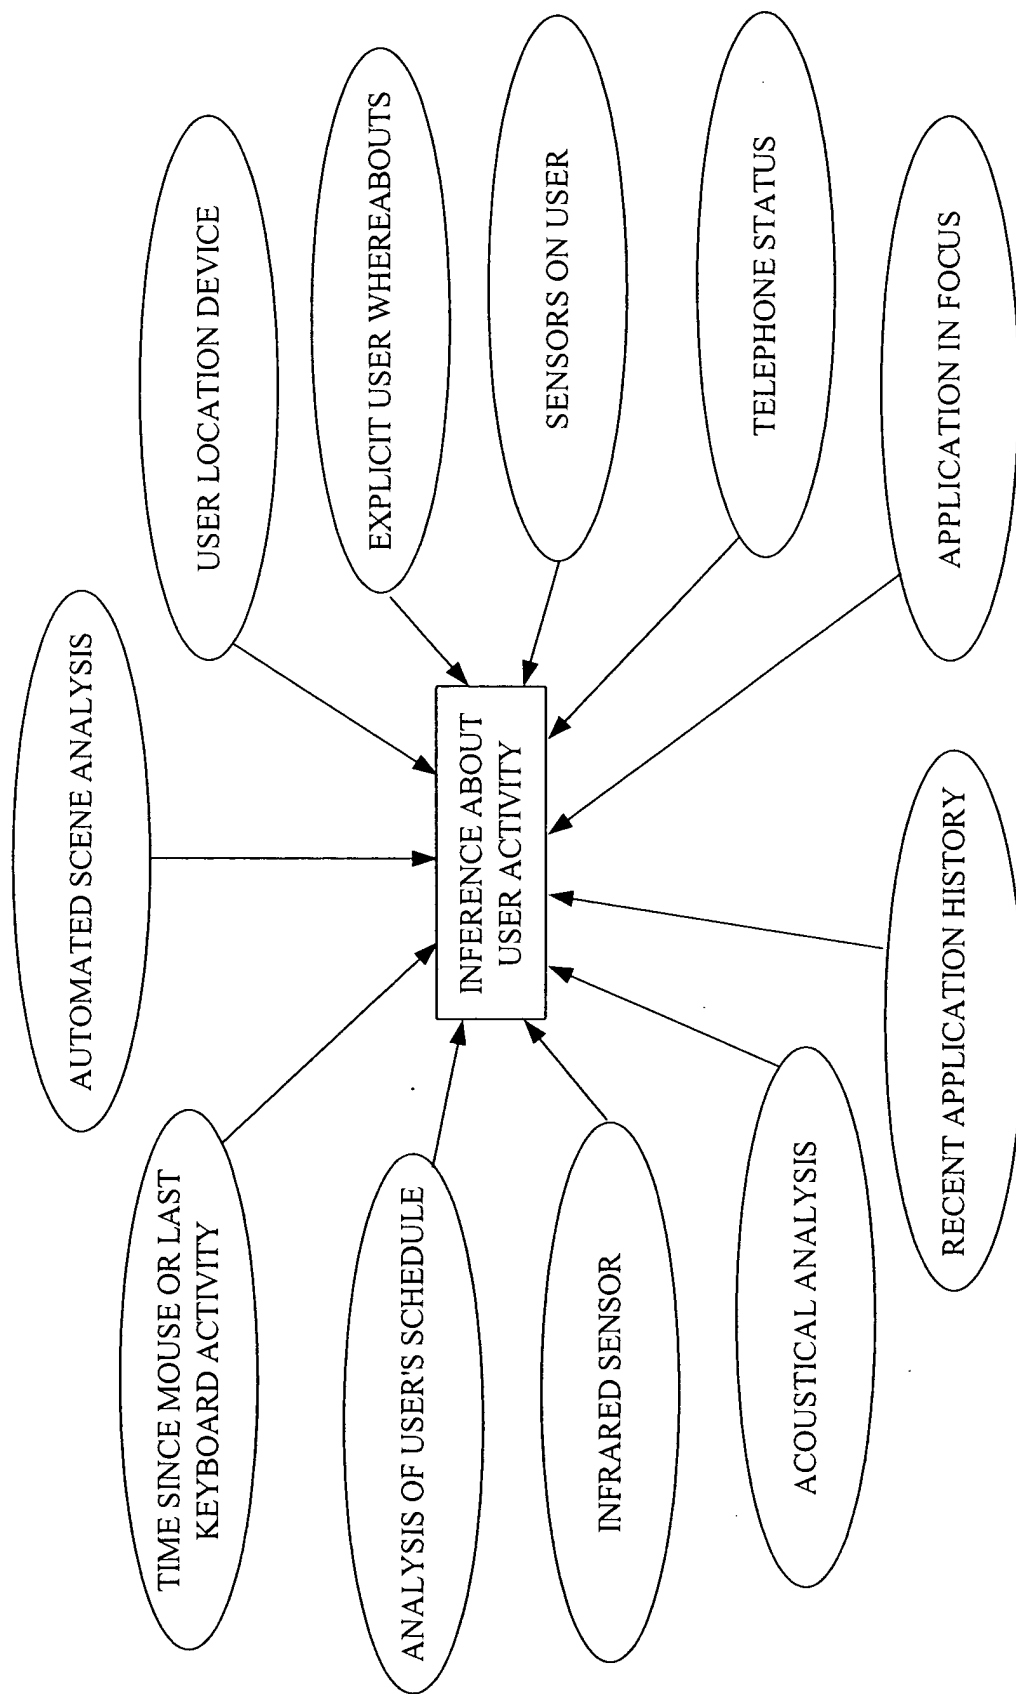 AUTOMATED SCENE ANALYSIS
TIME SINCE MOUSE OR LAST
KEYBOARD ACTIVITY
USER LOCATION DEVICE
ANALYSIS OF USER'S SCHEDULE
EXPLICIT USER WHEREABOUTS
INFERENCE ABOUT
USER ACTIVITY
INFRARED SENSOR
SENSORS ON USER
ACOUSTICAL ANALYSIS
TELEPHONE STATUS
RECENT APPLICATION HISTORY
APPLICATION IN FOCUS